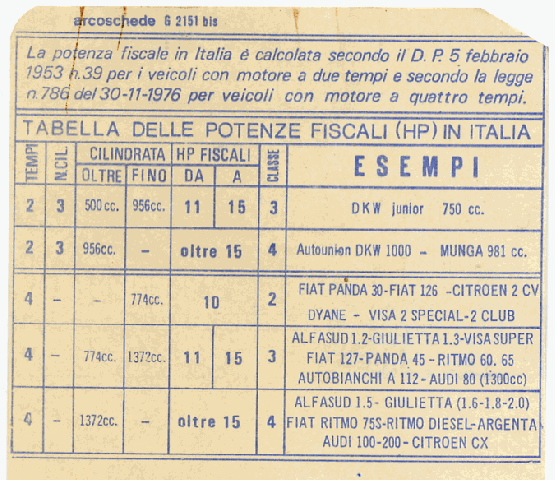 arcoschede G 2151 bis
La potenza fiscale in Italia è calcolata secondo il D. P. 5 febbraio
1953 n.39 per i veicoli con motore a due tempi e secondo la legge
n.786 del 30-11-1976 per veicoli con motore a quattro tempi.
TABELLA DELLE POTENZE FISCALI (HP) IN ITALIA
TEMPI N.CIL. CILINDRATA HP FISCALI CLASSE ESEMPI
OLTRE FINO DA A
2 3 500 cc. 956cc. 11 15 3 DKW junior 750 cc.
2 3 956cc. – oltre 15 4 Autounion DKW 1000 – MUNGA 981 cc.
4 – – 774cc. 10 2 FIAT PANDA 30-FIAT 126 -CITROEN 2 CV
DYANE – VISA 2 SPECIAL-2 CLUB
4 – 774cc. 1372cc. 11 15 3 ALFASUD 1.2-GIULIETTA 1.3-VISA SUPER
FIAT 127-PANDA 45-RITMO 60. 65
AUTOBIANCHI A 112-AUDI 80 (1300cc)
4 – 1372cc. – oltre 15 4 ALFASUD 1.5- GIULIETTA (1.6-1.8-2.0)
FIAT RITMO 75S-RITMO DIESEL-ARGENTA
AUDI 100-200-CITROEN CX